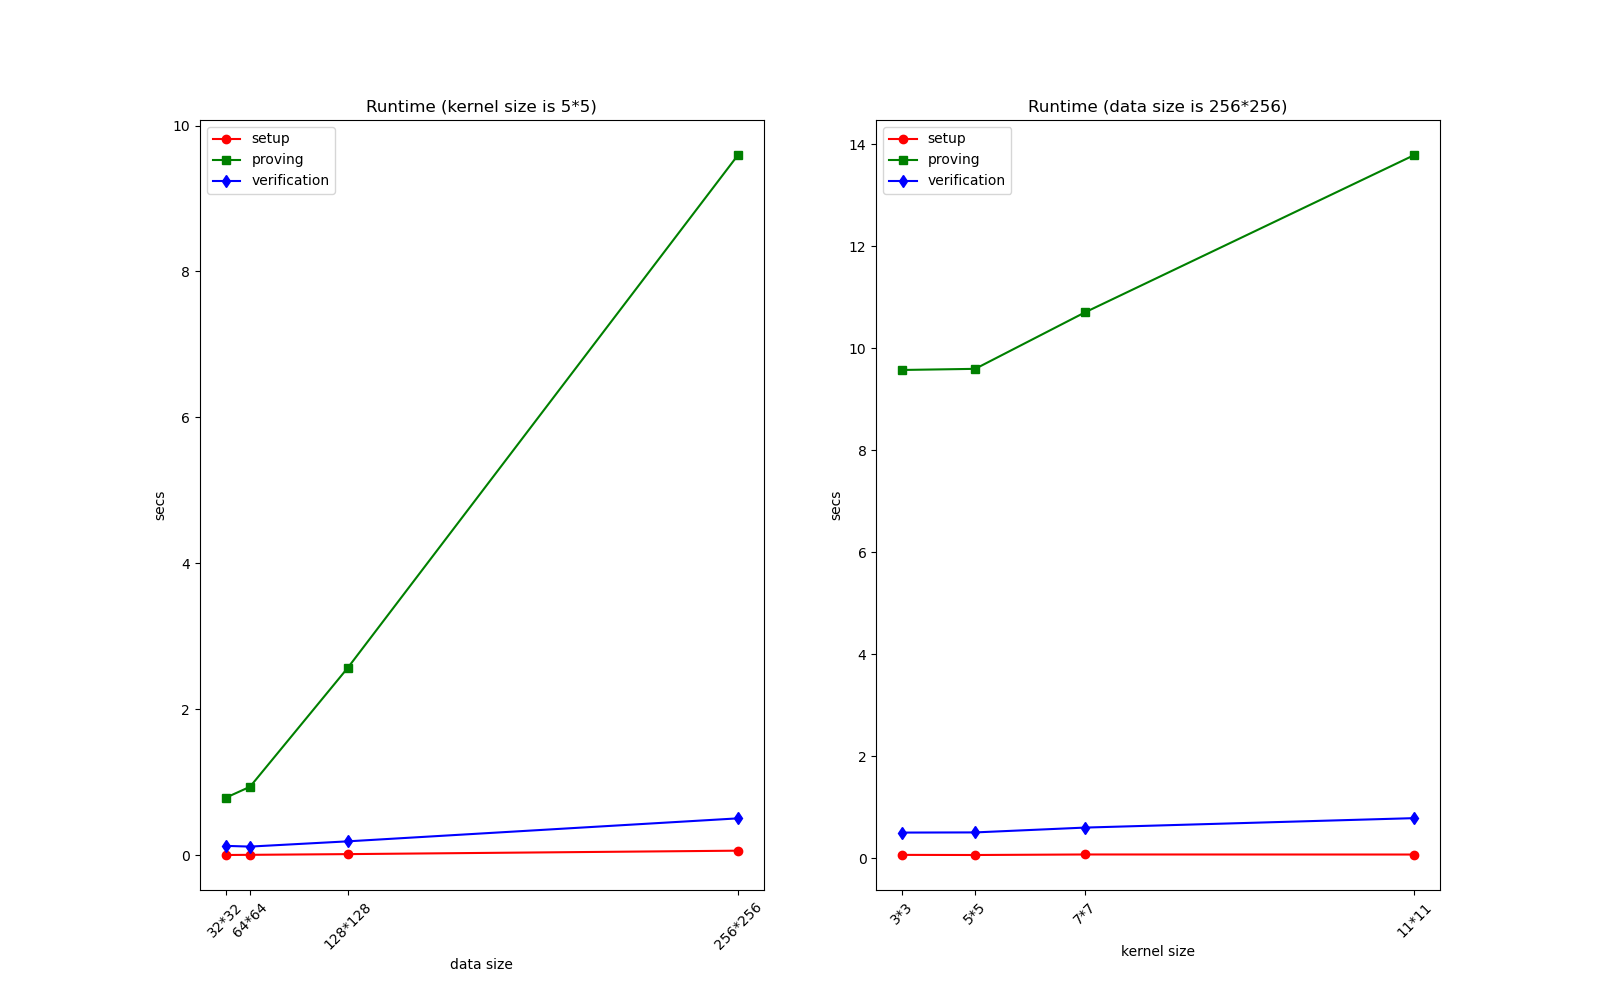 Runtime (kernel size is 5*5)
10
8
6
4
2
0
secs
setup
proving
verification
32*32
64*64
128*128
256*256
data size
Runtime (data size is 256*256)
14
12
10
8
6
4
2
0
secs
setup
proving
verification
3*3
5*5
7*7
11*11
kernel size